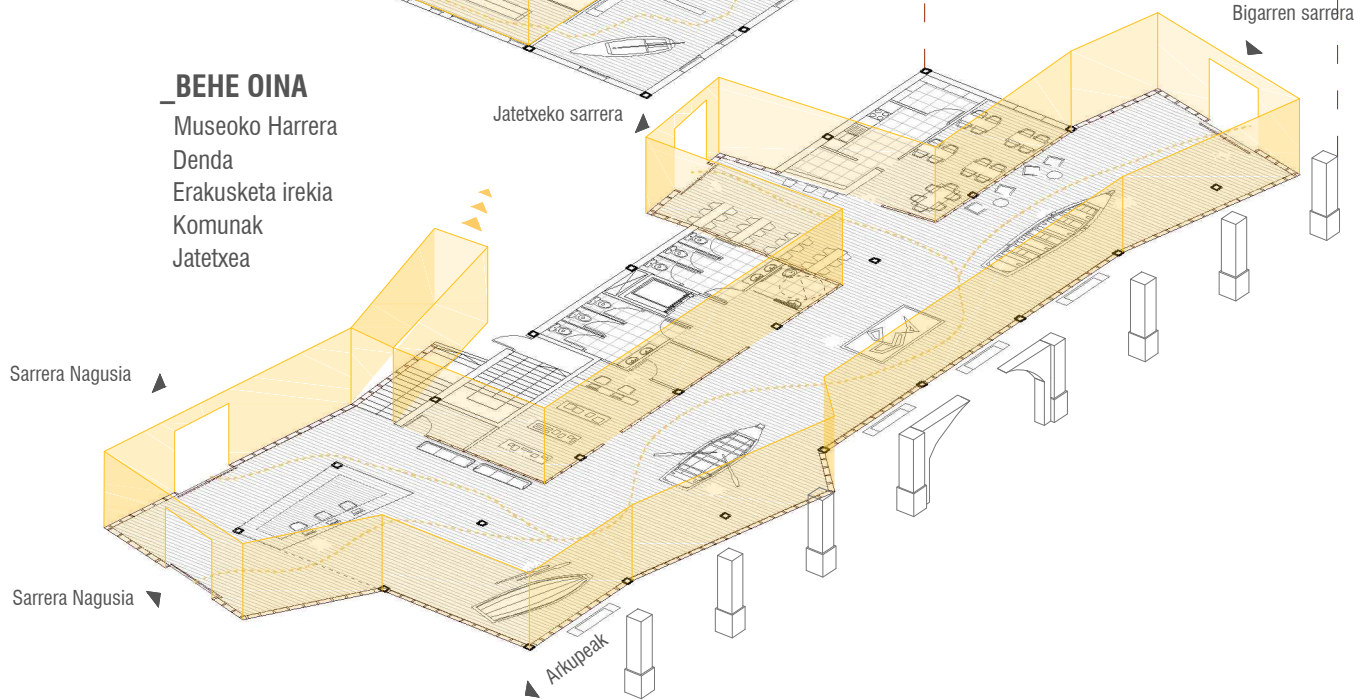 Bigarren sarrera
_BEHE OINA
Museoko Harrera
Denda
Erakusketa irekia
Komunak
Jatetxea
Jatetxeko sarrera
Sarrera Nagusia
Sarrera Nagusia
Arkupeak